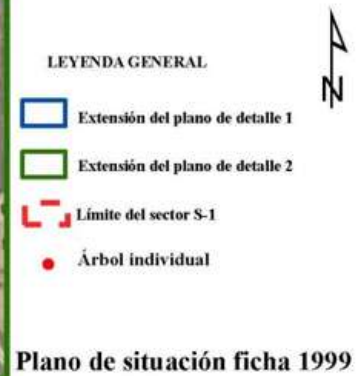 N
LEYENDA GENERAL
Extensión del plano de detalle 1
Extensión del plano de detalle 2
Límite del sector S-1
Árbol individual
Plano de situación ficha 1999